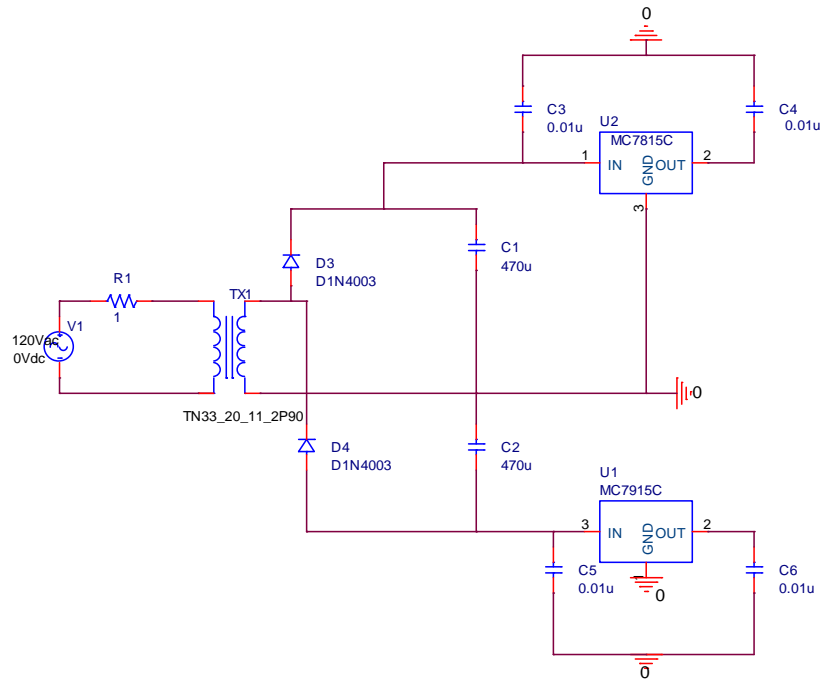 0
C3
0.01u
C4
0.01u
U2
MC7815C
1
IN
GND
OUT
2
3
D3
D1N4003
C1
470u
R1
1
TX1
V1
120Vac
0Vdc
0
TN33_20_11_2P90
D4
D1N4003
C2
470u
U1
MC7915C
3
IN
GND
OUT
2
1
0
C5
0.01u
C6
0.01u
0